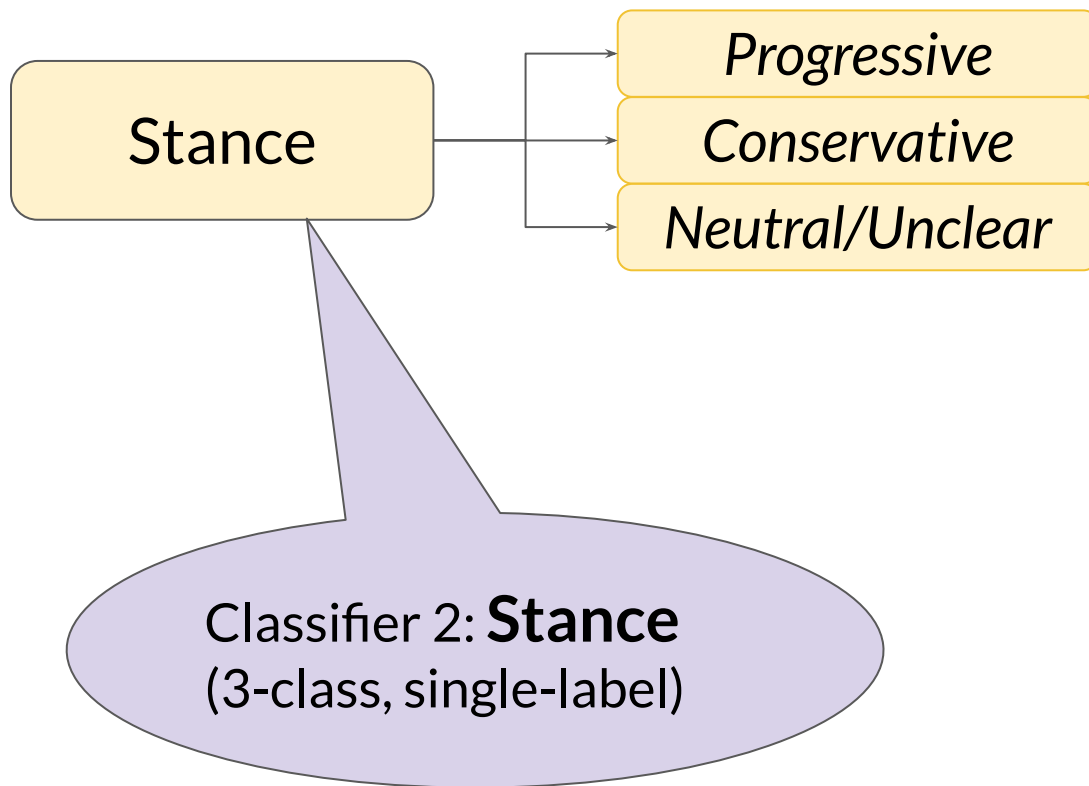 Stance
Progressive
Conservative
Neutral/Unclear
Classifier 2: Stance
(3-class, single-label)